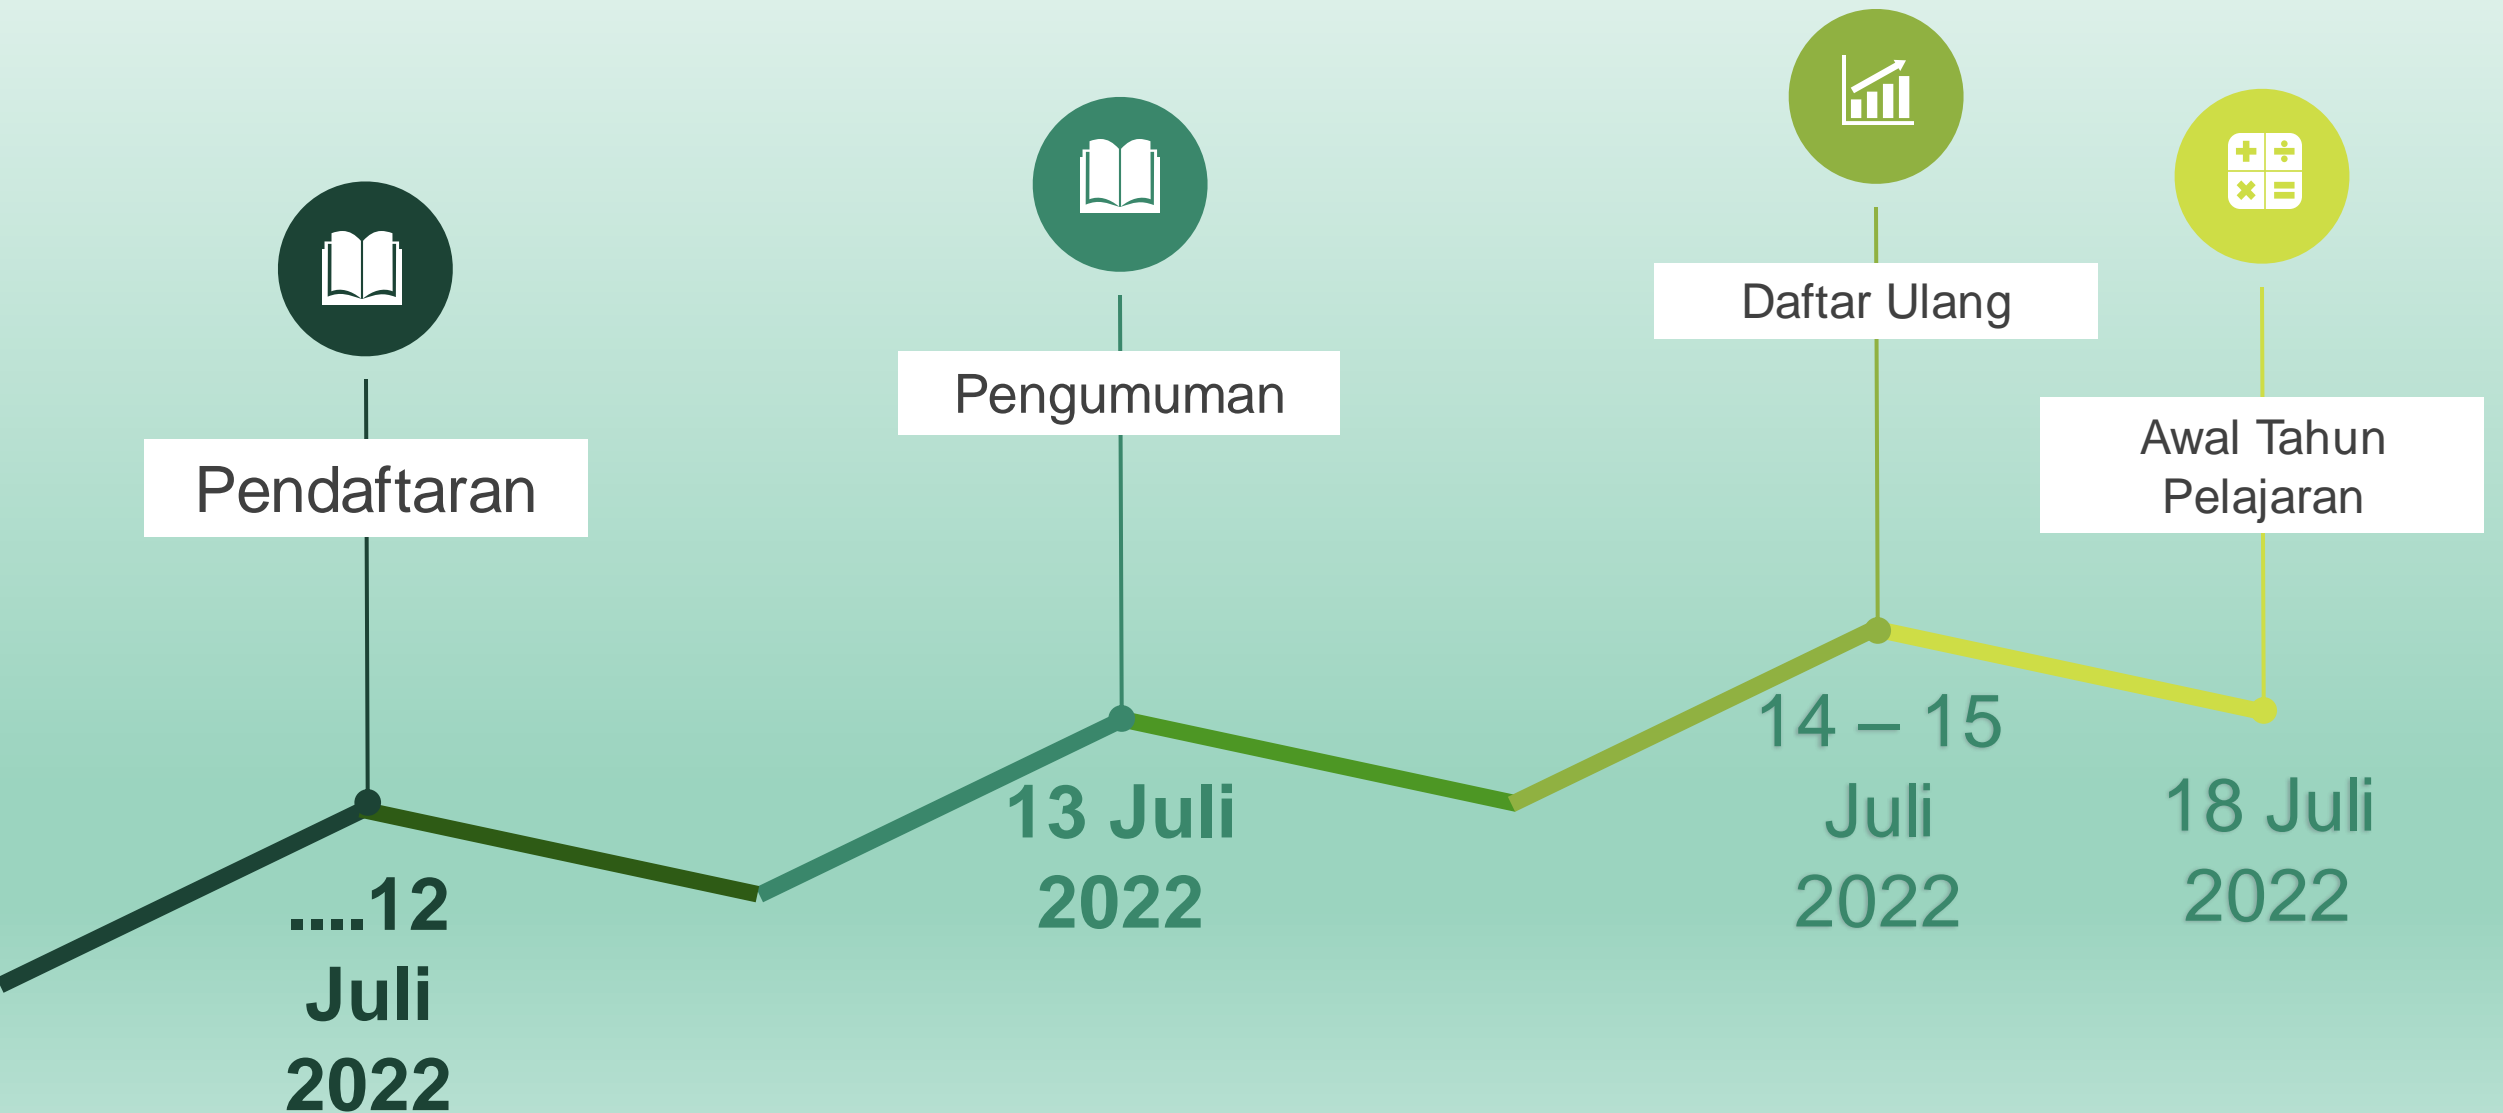 Pendaftaran
....12
Juli
2022
Pengumuman
13 Juli
2022
Daftar Ulang
14 – 15
Juli
2022
Awal Tahun
Pelajaran
18 Juli
2022